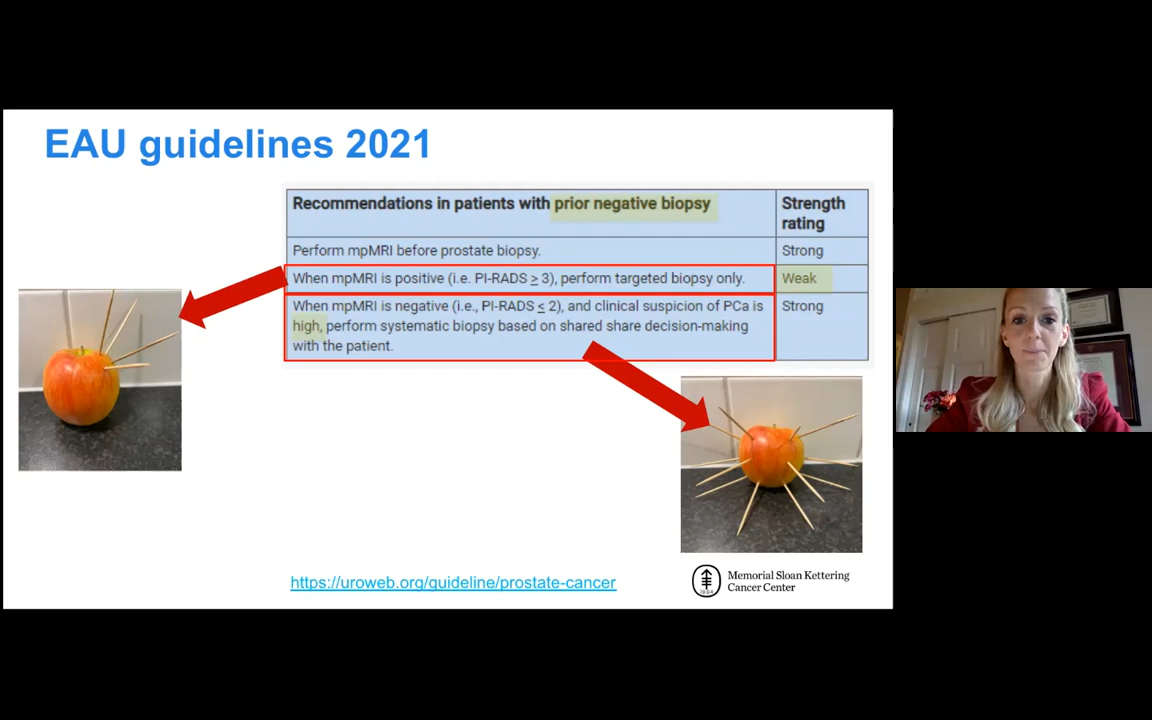 EAU guidelines 2021
Recommendations in patients with prior negative biopsy
Strength
rating
Perform mpMRI before prostate biopsy.
Strong
When mpMRI is positive (i.e. PI-RADS ≥ 3), perform targeted biopsy only.
Weak
When mpMRI is negative (i.e., PI-RADS ≤ 2), and clinical suspicion of PCa is
high, perform systematic biopsy based on shared share decision-making
with the patient.
Strong
https://uroweb.org/guideline/prostate-cancer
Memorial Sloan Kettering
Cancer Center